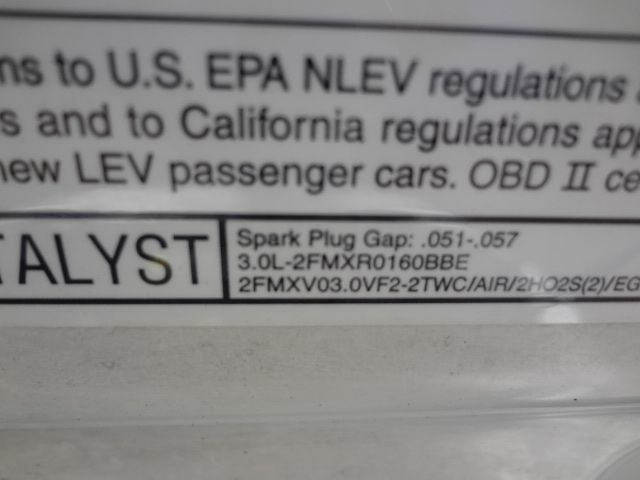 ns to U.S. EPA NLEV regulations
s and to California regulations app
new LEV passenger cars. OBD II ce
TALYST
Spark Plug Gap: .051-.057
3.0L-2FMXR0160BBE
2FMXV03.0VF2-2TWC/AIR/2HO2S(2)/EG